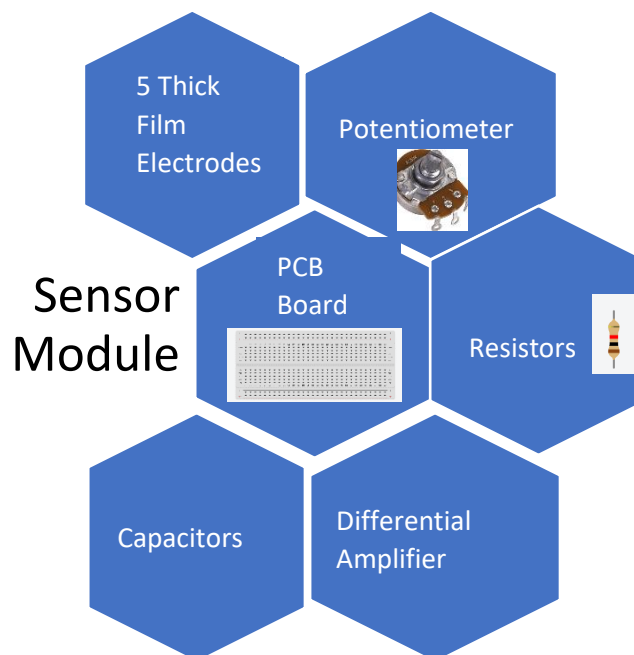 5 Thick
Film
Electrodes
Potentiometer
PCB
Board
Sensor
Module
Resistors
Capacitors
Differential
Amplifier